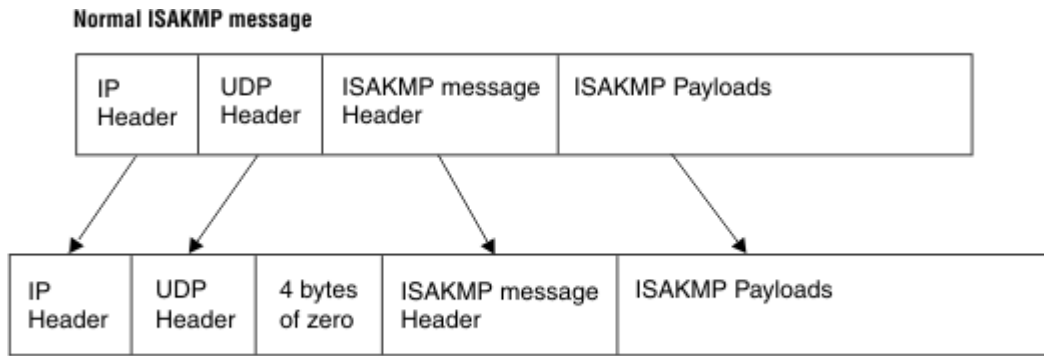 Normal ISAKMP message
IP
Header
UDP
Header
ISAKMP message
Header
ISAKMP Payloads
IP
Header
UDP
Header
4 bytes
of zero
ISAKMP message
Header
ISAKMP Payloads